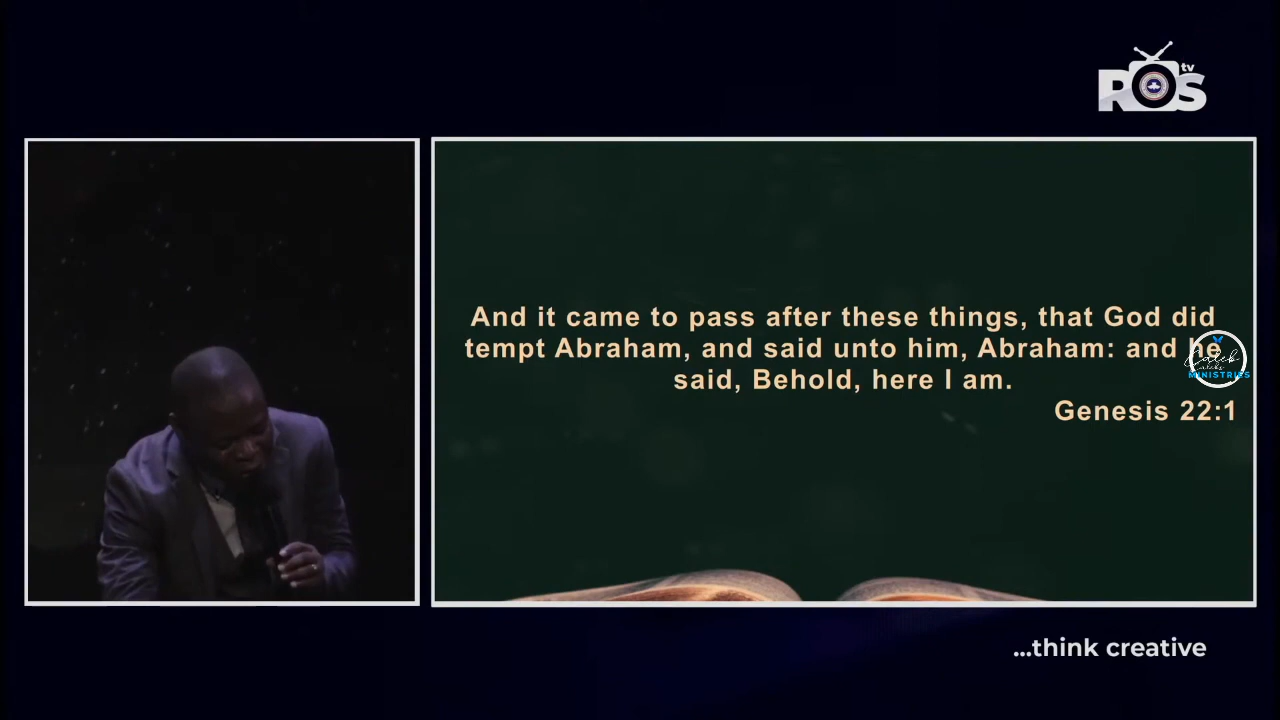 tv
ROS
And it came to pass after these things, that God did
tempt Abraham, and said unto him, Abraham: and he
said, Behold, here I am.
Genesis 22:1
MINISTRIES
...think creative